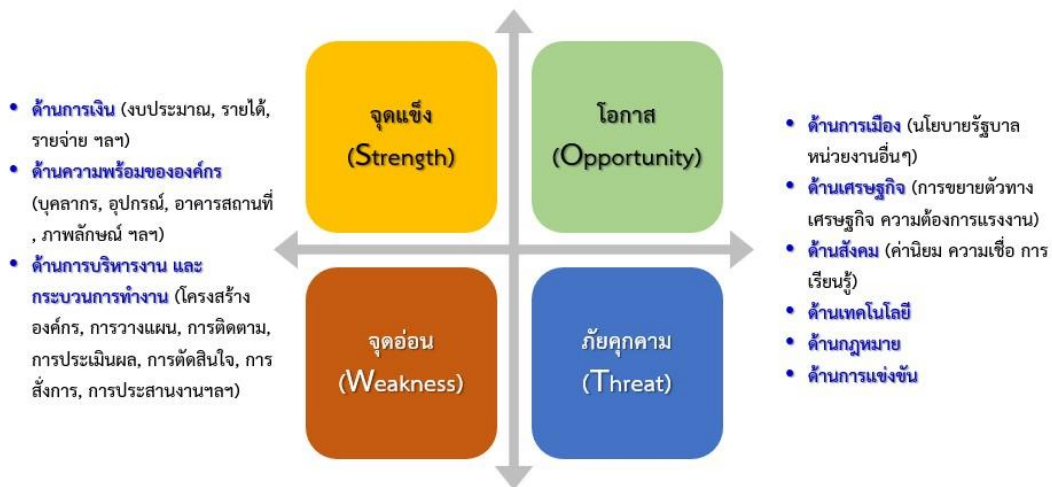 • ด้านการเงิน (งบประมาณ, รายได้,
รายจ่าย ฯลฯ)
• ด้านความพร้อมขององค์กร
(บุคลากร, อุปกรณ์, อาคารสถานที่
, ภาพลักษณ์ ฯลฯ)
• ด้านการบริหารงาน และ
กระบวนการทำงาน (โครงสร้าง
องค์กร, การวางแผน, การติดตาม,
การประเมินผล, การตัดสินใจ, การ
สั่งการ, การประสานงานฯลฯ)
จุดแข็ง
(Strength)
โอกาส
(Opportunity)
จุดอ่อน
(Weakness)
ภัยคุกคาม
(Threat)
• ด้านการเมือง (นโยบายรัฐบาล
หน่วยงานอื่นๆ)
• ด้านเศรษฐกิจ (การขยายตัวทาง
เศรษฐกิจ ความต้องการแรงงาน)
• ด้านสังคม (ค่านิยม ความเชื่อ การ
เรียนรู้)
• ด้านเทคโนโลยี
• ด้านกฎหมาย
• ด้านการแข่งขัน